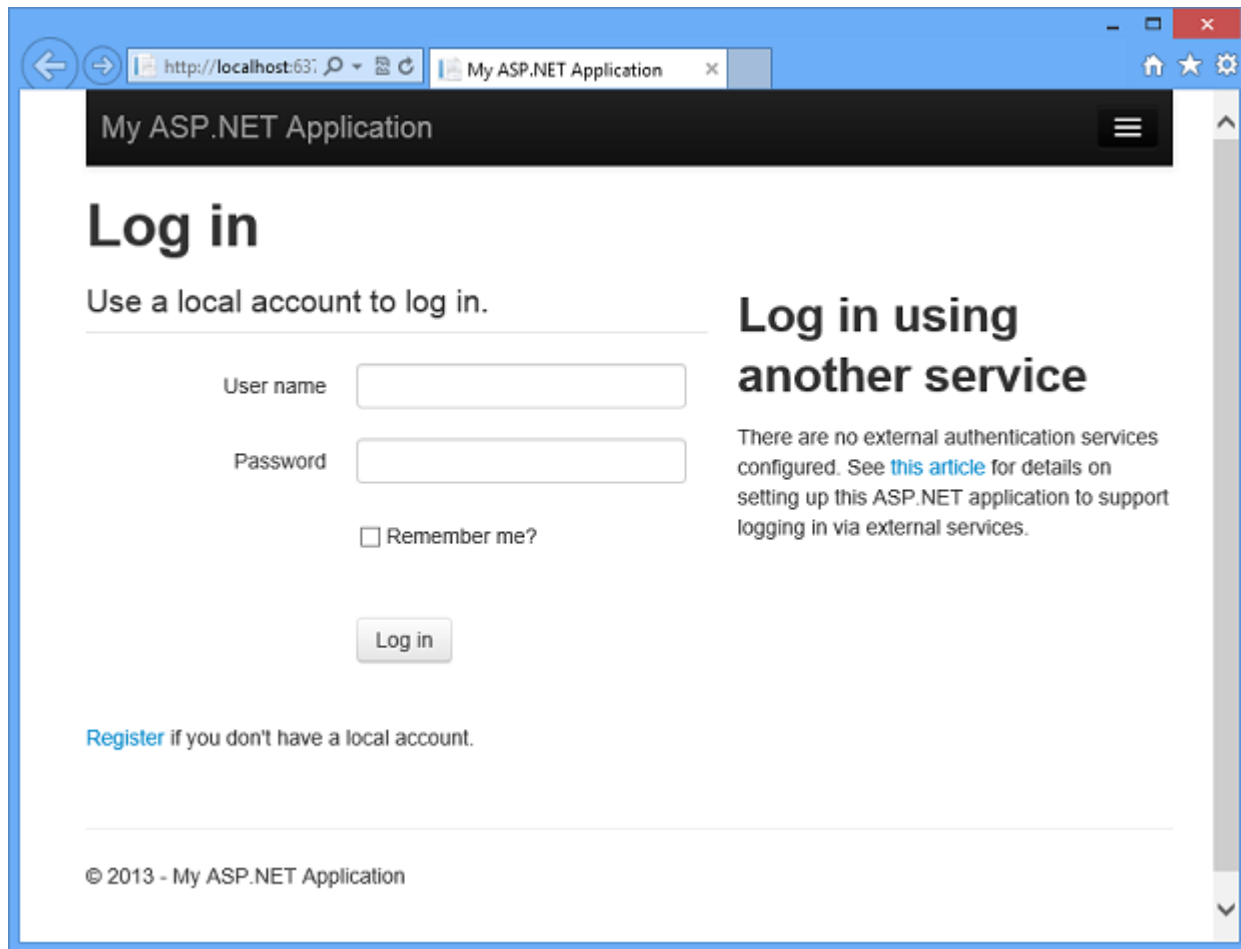 http://localhost:637
My ASP.NET Application
My ASP.NET Application
Log in
Use a local account to log in.
User name
Password
Remember me?
Log in
Register if you don't have a local account.
Log in using
another service
There are no external authentication services
configured. See this article for details on
setting up this ASP.NET application to support
logging in via external services.
© 2013 - My ASP.NET Application